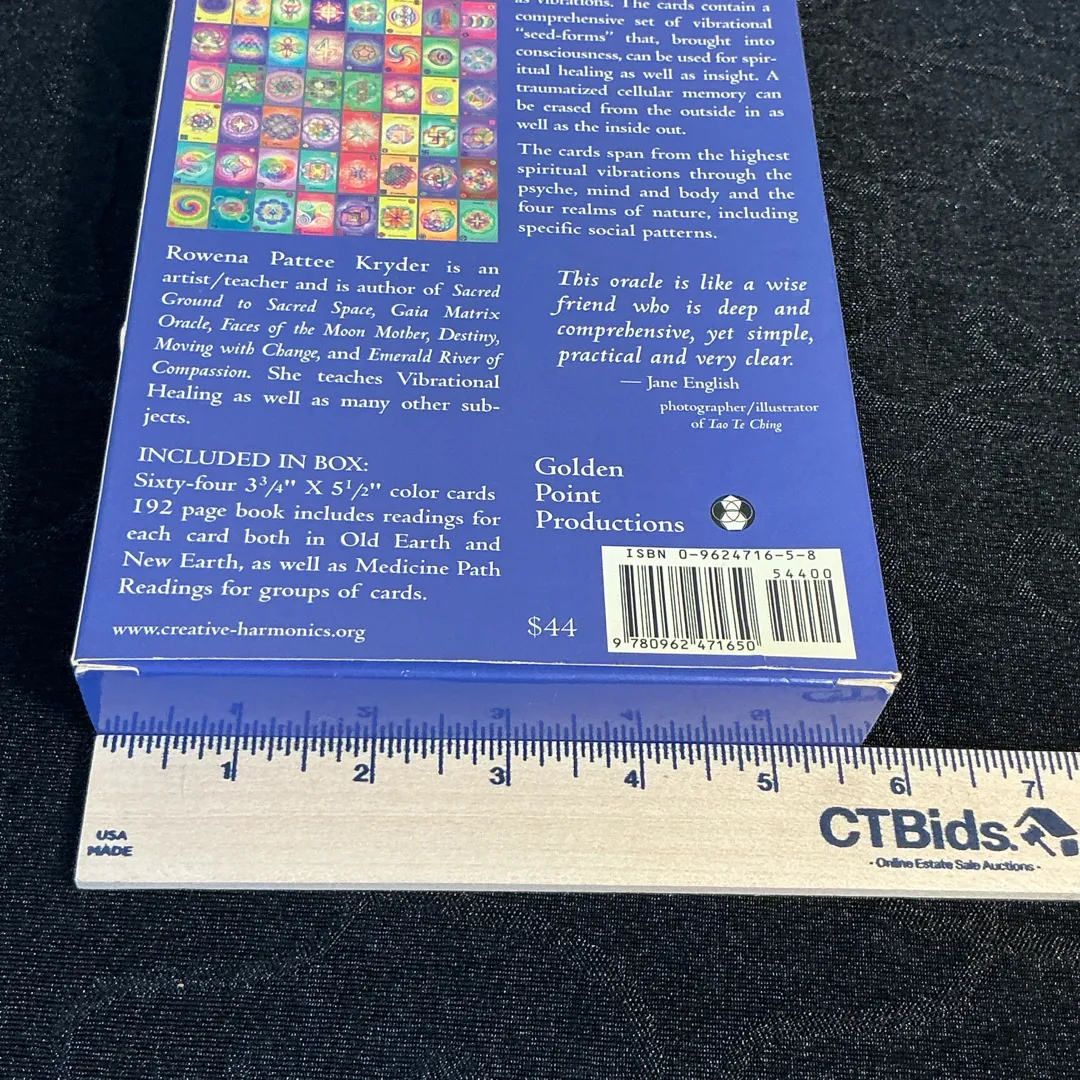 as vibrations. The cards contain a
comprehensive set of vibrational
"seed-forms" that, brought into
consciousness, can be used for spir-
itual healing as well as insight. A
traumatized cellular memory can
be erased from the outside in as
well as the inside out.
The cards span from the highest
spiritual vibrations through the
psyche, mind and body and the
four realms of nature, including
specific social patterns.
Rowena Pattee Kryder is an
artist/teacher and is author of Sacred
Ground to Sacred Space, Gaia Matrix
Oracle, Faces of the Moon Mother, Destiny,
Moving with Change, and Emerald River of
Compassion. She teaches Vibrational
Healing as well as many other sub-
jects.
This oracle is like a wise
friend who is deep and
comprehensive, yet simple,
practical and very clear.
— Jane English
photographer/illustrator
of Tao Te Ching
INCLUDED IN BOX:
Sixty-four 3¾" X 5½" color cards
192 page book includes readings for
each card both in Old Earth and
New Earth, as well as Medicine Path
Readings for groups of cards.
www.creative-harmonics.org
$44
Golden
Point
Productions
ISBN 0-9624716-5-8
54400
9 780962 471650
1 2 3 4 5 6 7
USA
MADE
CTBids.
- Online Estate Sale Auctions -